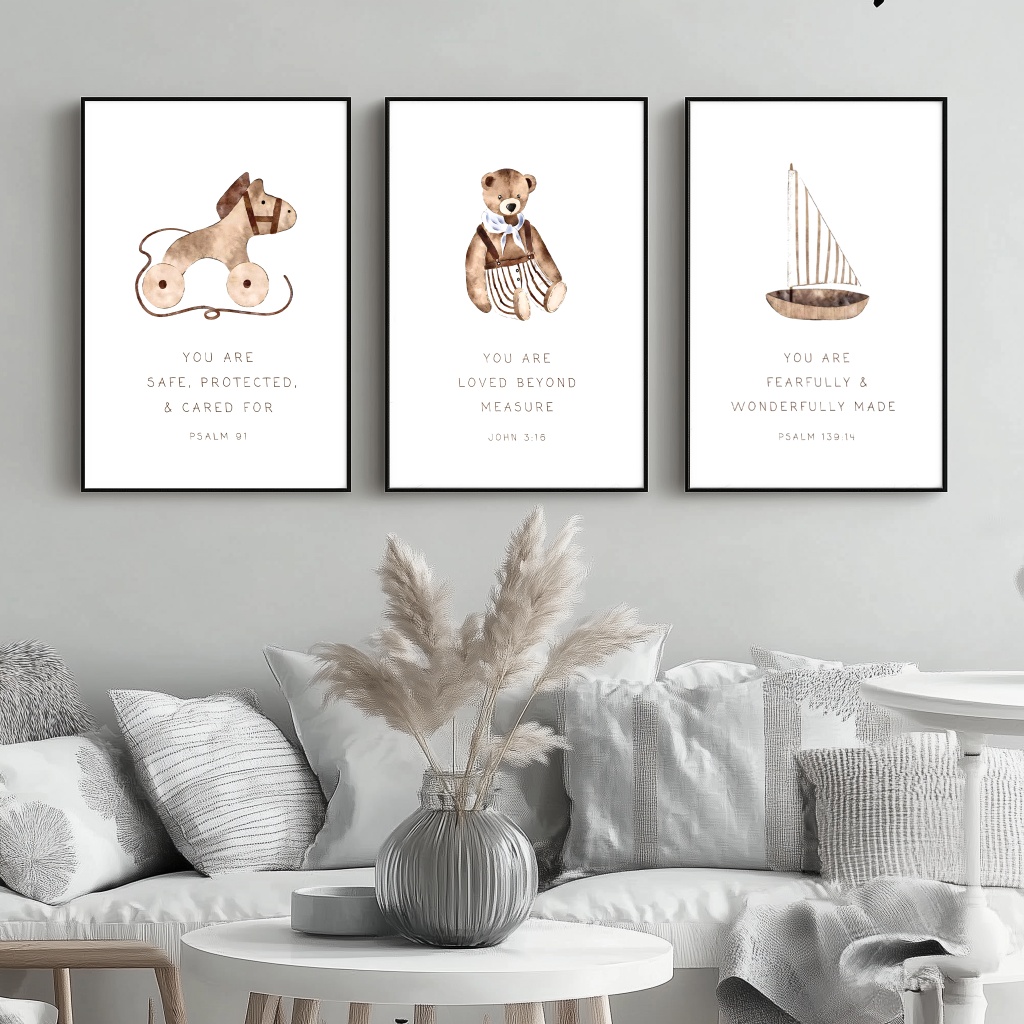 YOU ARE
SAFE, PROTECTED,
& CARED FOR
PSALM 91
YOU ARE
LOVED BEYOND
MEASURE
JOHN 3:16
YOU ARE
FEARFULLY &
WONDERFULLY MADE
PSALM 139:14